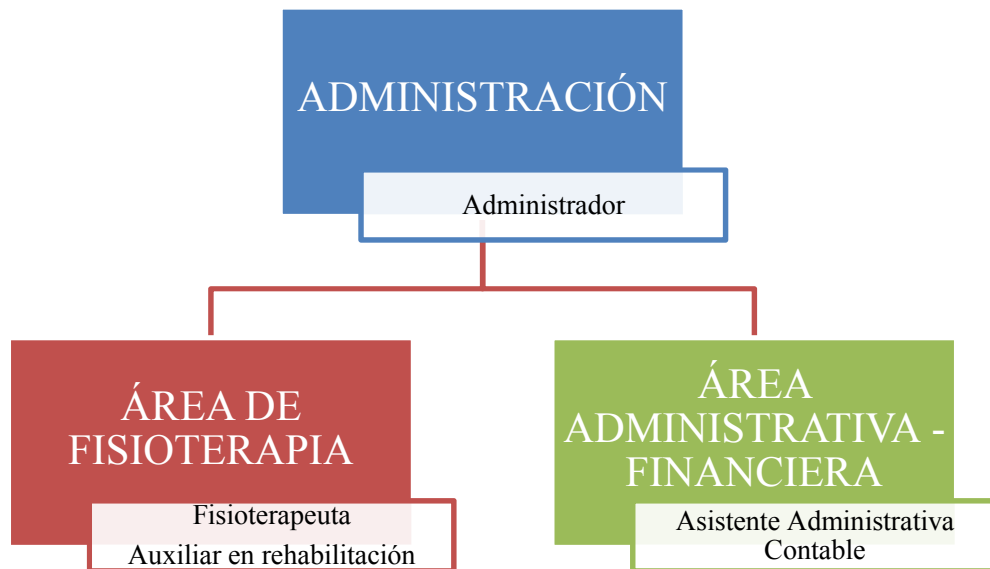 ADMINISTRACIÓN
Administrador
ÁREA DE
FISIOTERAPIA
Fisioterapeuta
Auxiliar en rehabilitación
ÁREA
ADMINISTRATIVA -
FINANCIERA
Asistente Administrativa
Contable